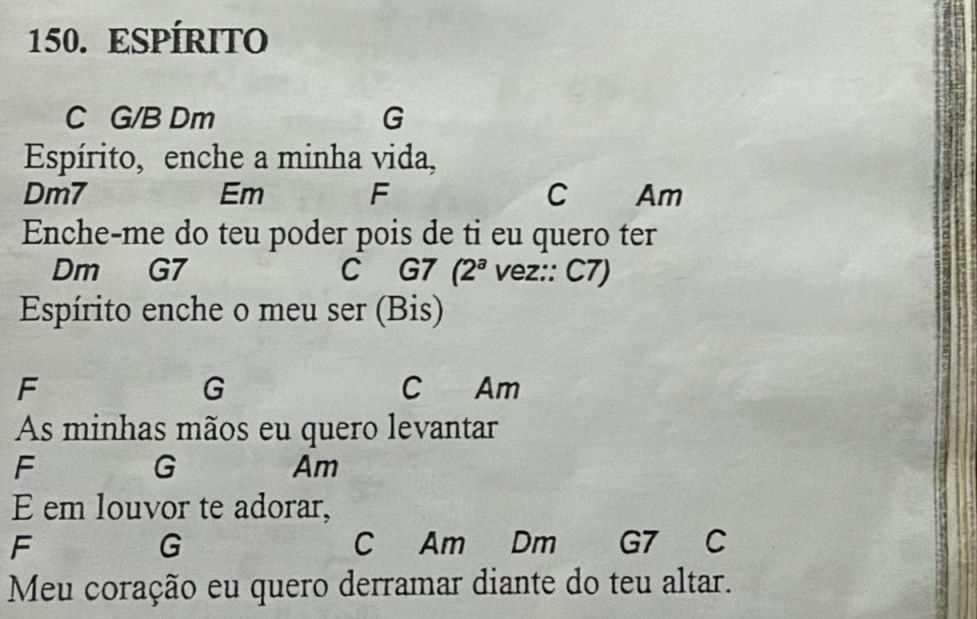 150. ESPÍRITO
C G/B Dm G
Espírito, enche a minha vida,
Dm7 Em F C Am
Enche-me do teu poder pois de ti eu quero ter
Dm G7 C G7 (2ª vez:: C7)
Espírito enche o meu ser (Bis)
F G C Am
As minhas mãos eu quero levantar
F G Am
E em louvor te adorar,
F G C Am Dm G7 C
Meu coração eu quero derramar diante do teu altar.